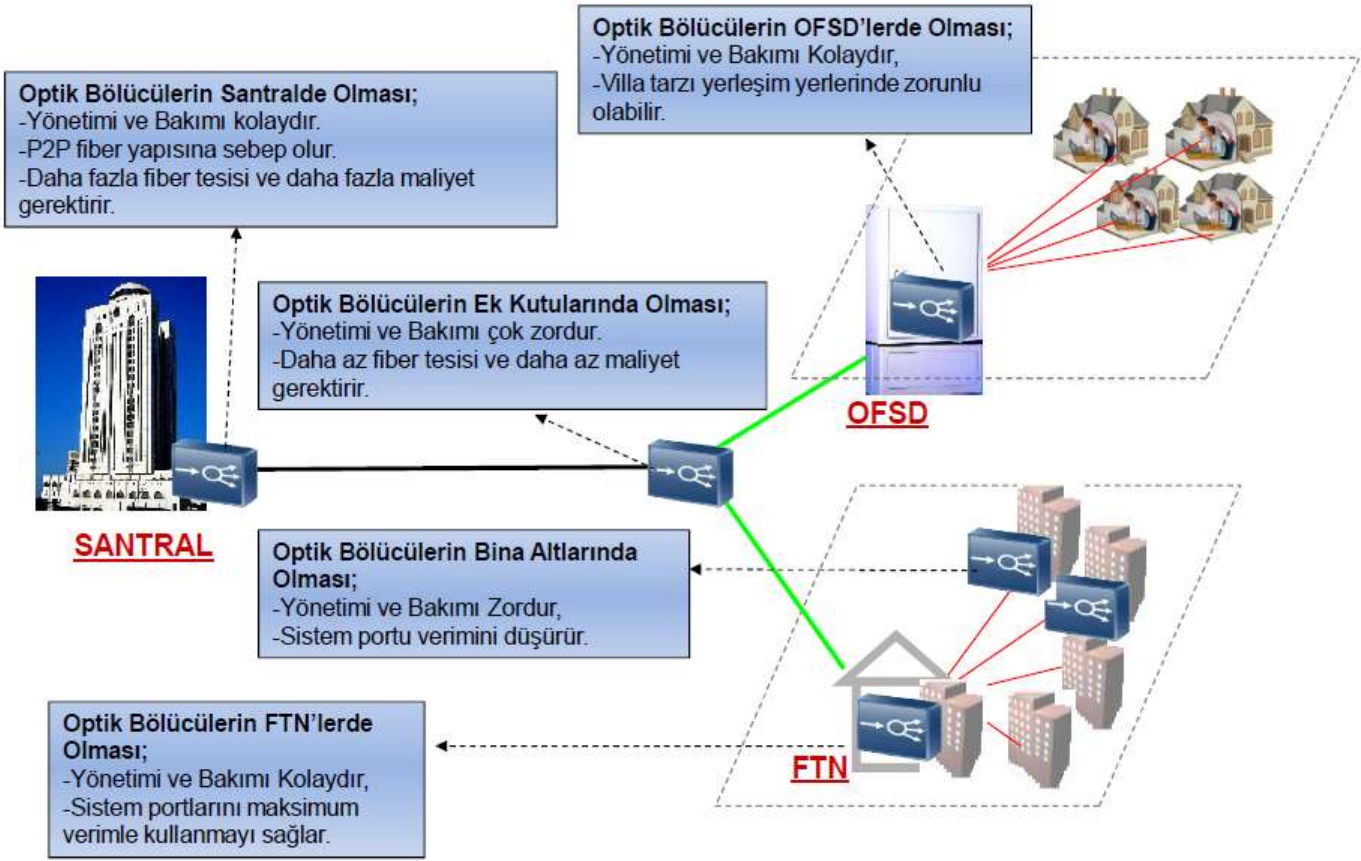 Optik Bölücülerin OFSD'lerde Olması;
-Yönetimi ve Bakımı Kolaydır,
-Villa tarzı yerleşim yerlerinde zorunlu
olabilir.
Optik Bölücülerin Santralde Olması;
-Yönetimi ve Bakımı kolaydır.
-P2P fiber yapısına sebep olur.
-Daha fazla fiber tesisi ve daha fazla maliyet
gerektirir.
Optik Bölücülerin Ek Kutularında Olması;
-Yönetimi ve Bakımı çok zordur.
-Daha az fiber tesisi ve daha az maliyet
gerektirir.
OFSD
SANTRAL
Optik Bölücülerin Bina Altlarında
Olması;
-Yönetimi ve Bakımı Zordur,
-Sistem portu verimini düşürür.
Optik Bölücülerin FTN'lerde
Olması;
-Yönetimi ve Bakımı Kolaydır,
-Sistem portlarını maksimum
verimle kullanmayı sağlar.
FTN